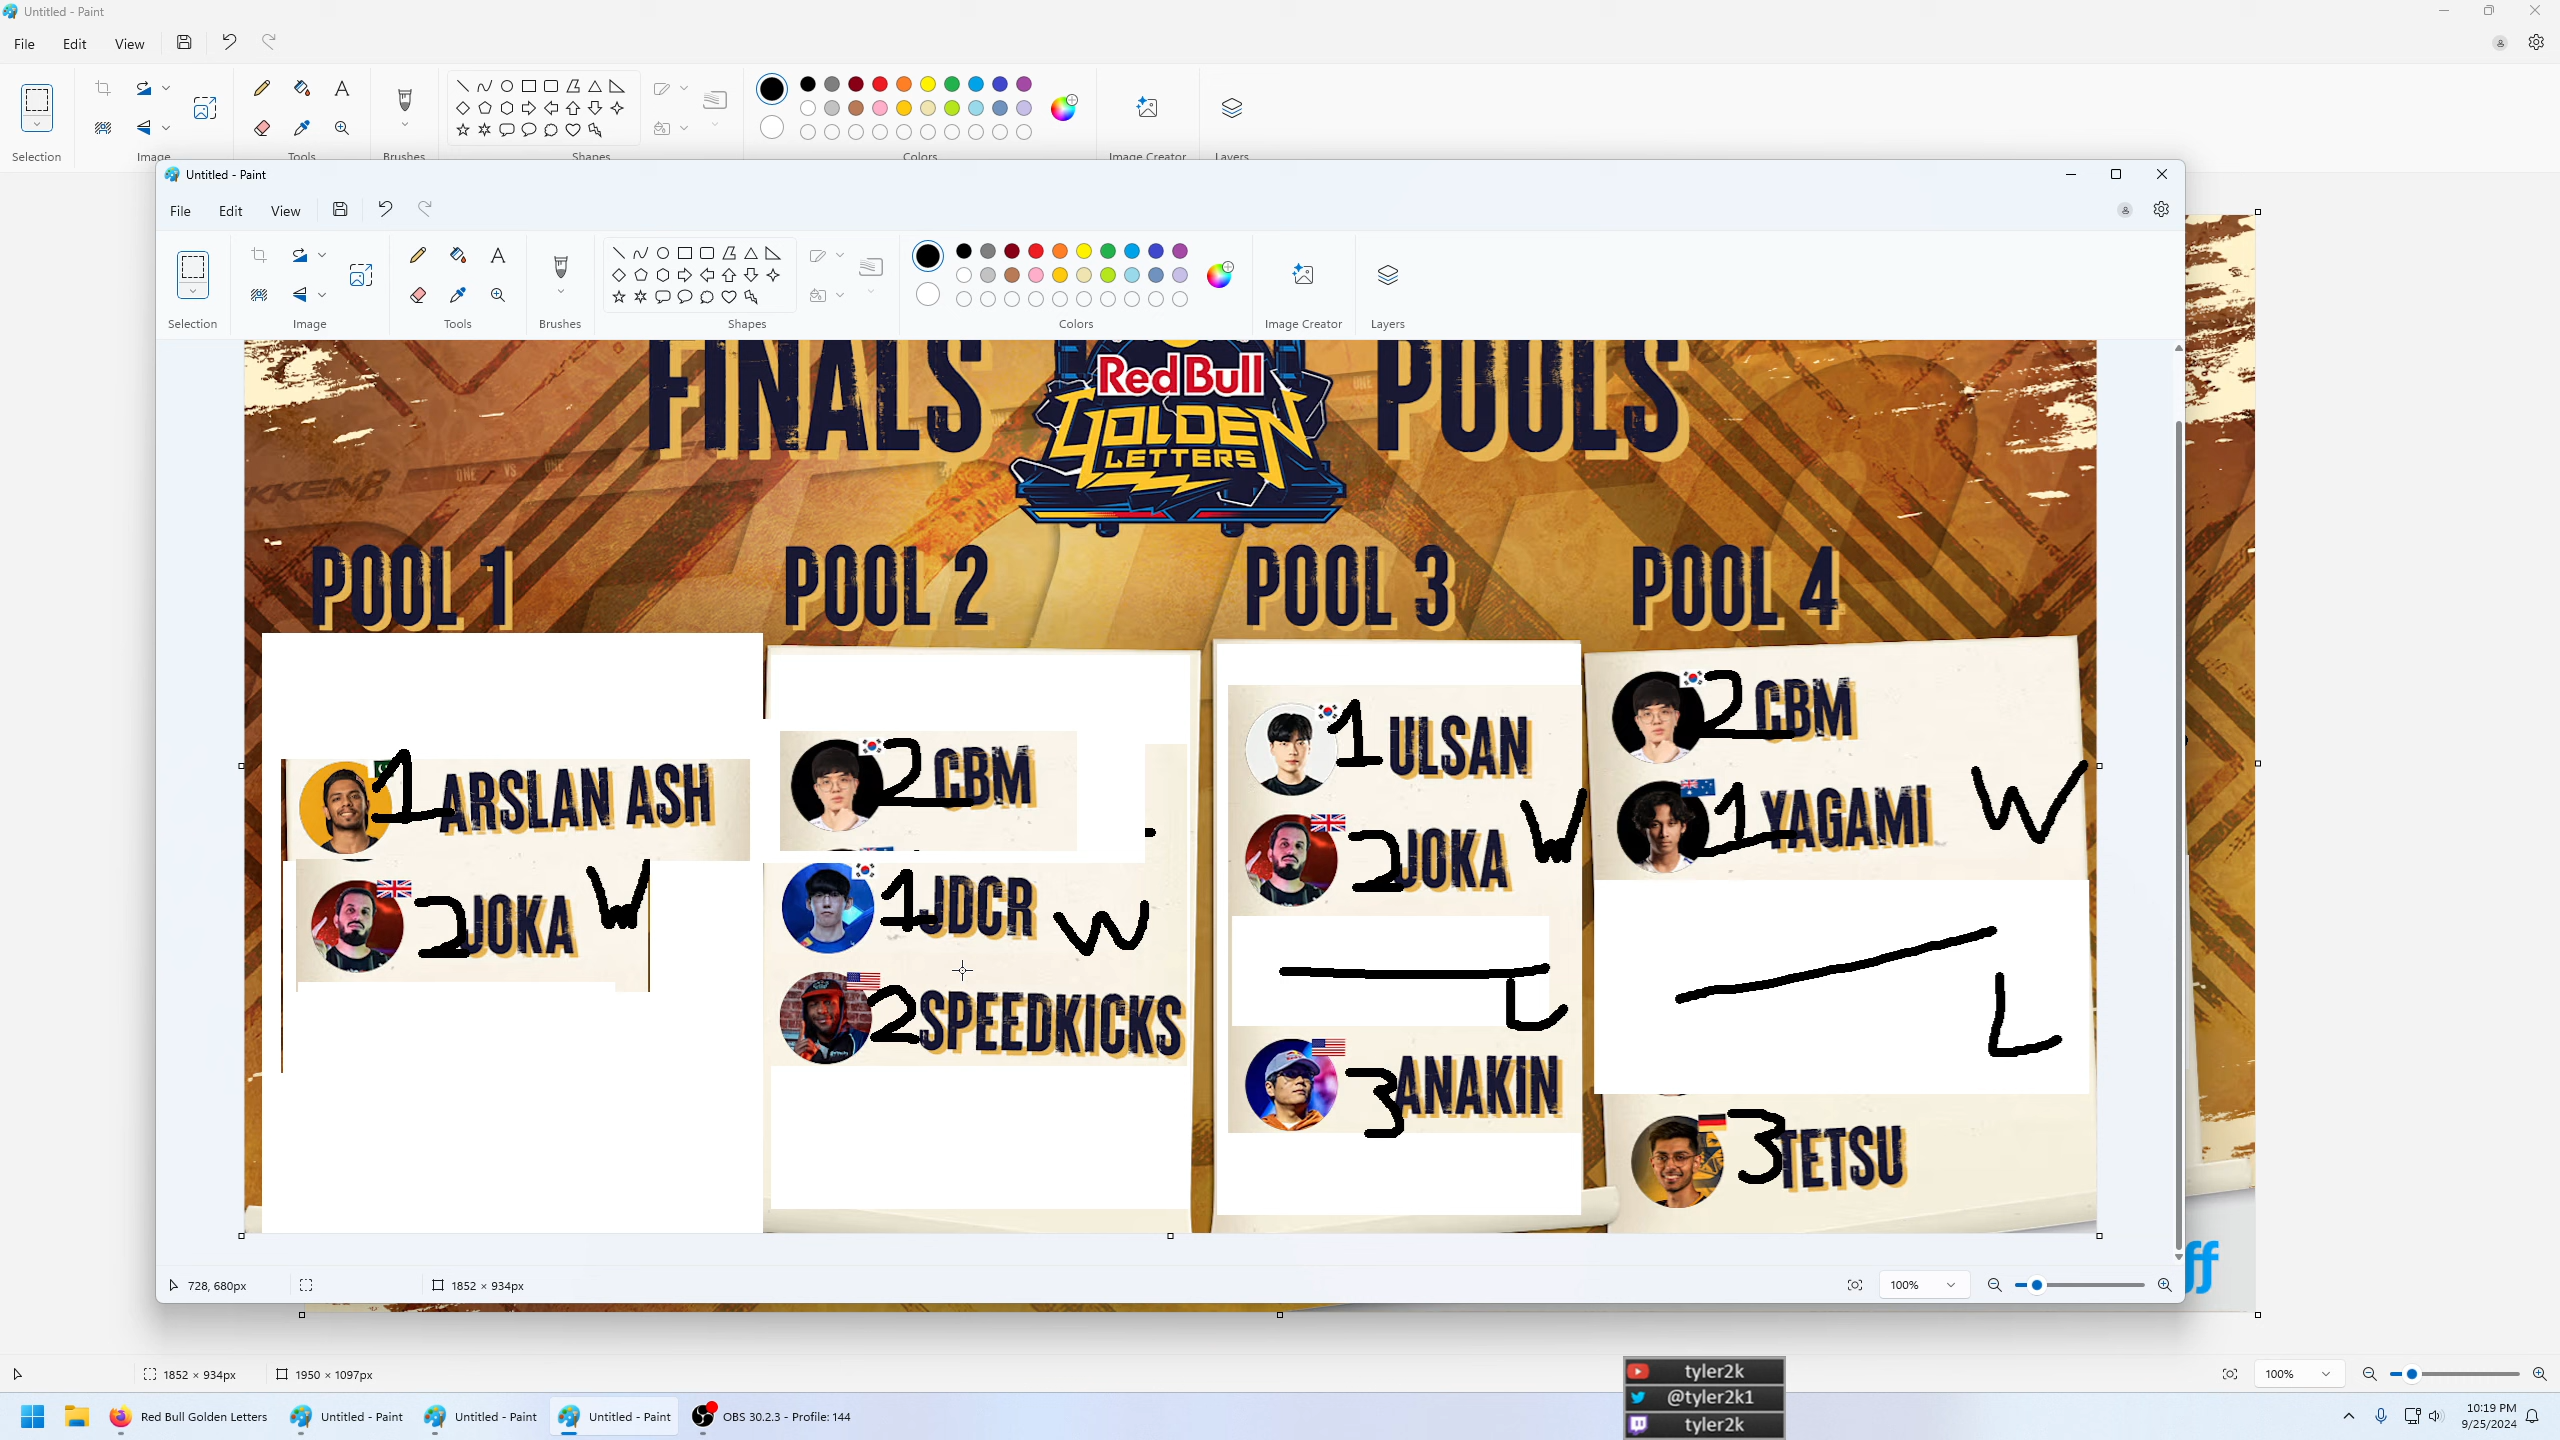 Untitled - Paint
File Edit View
Selection Image Tools Brushes Shapes Colors Image Creator Layers
Untitled - Paint
File Edit View
Selection Image Tools Brushes Shapes Colors Image Creator Layers
FINALS POOLS
Red Bull
GOLDEN
LETTERS
ONE VS ONE
POOL 1 POOL 2 POOL 3 POOL 4
1 ARSLAN ASH
2 JOKA W
2 CBM
1 JDCR W
2 SPEEDKICKS
1 ULSAN
2 JOKA W
L
3 ANAKIN
2 CBM
1 YAGAMI W
L
3 TETSU
ff
728, 680px 1852 × 934px 100%
1852 × 934px 1950 × 1097px 100%
tyler2k
@tyler2k1
tyler2k
Red Bull Golden Letters Untitled - Paint Untitled - Paint Untitled - Paint OBS 30.2.3 - Profile: 144
10:19 PM
9/25/2024